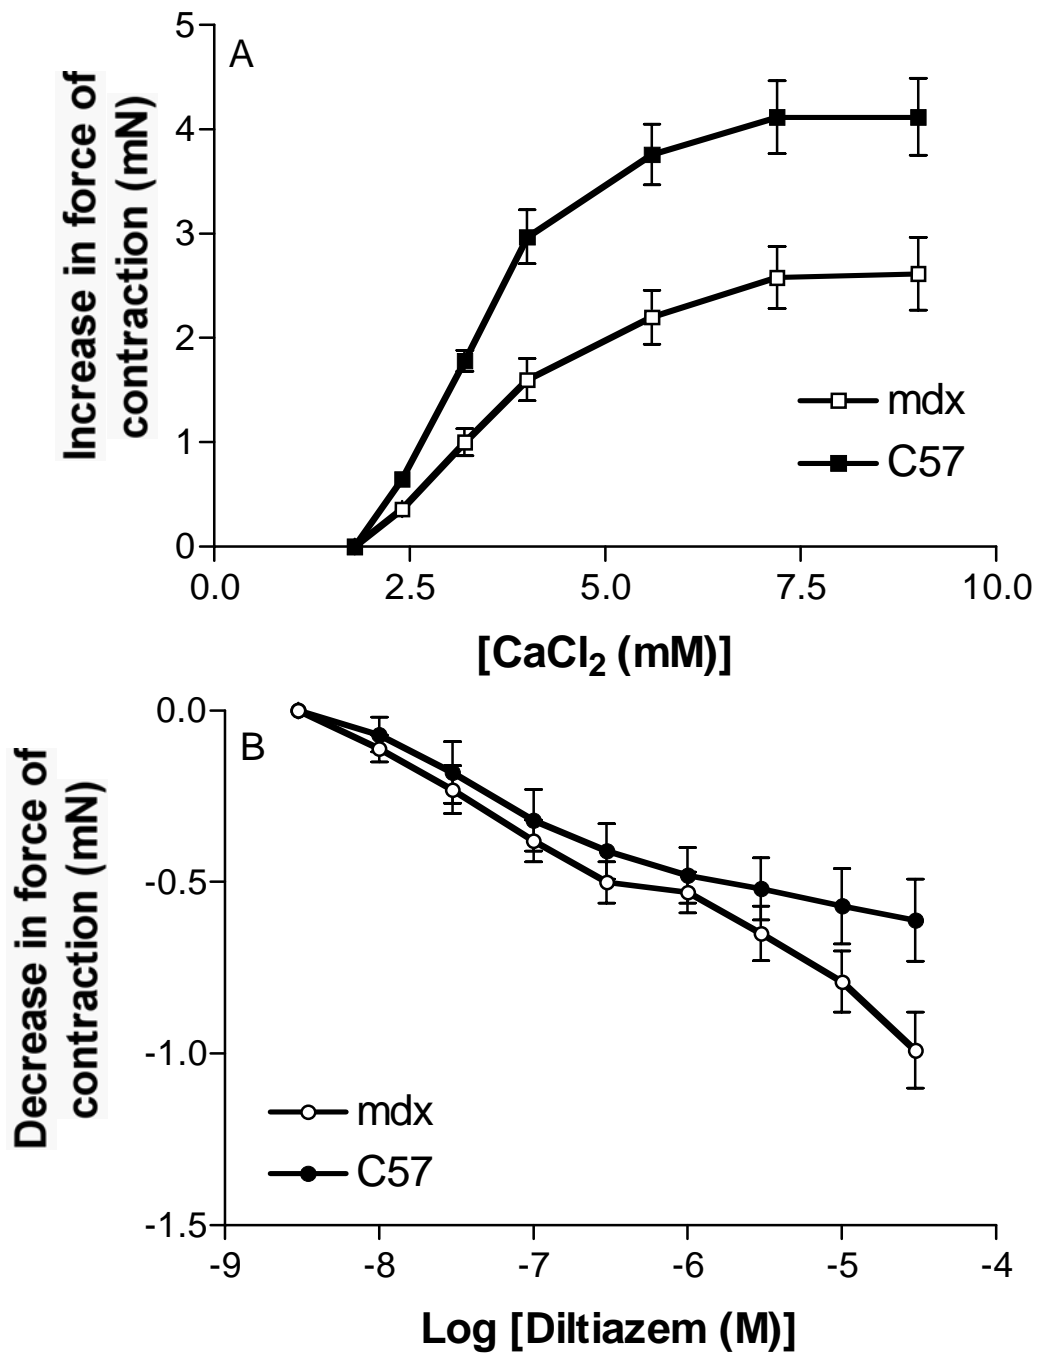 A
Increase in force of
contraction (mN)
5
4
3
2
1
0
0.0 2.5 5.0 7.5 10.0
mdx
C57
[CaCl₂ (mM)]
B
Decrease in force of
contraction (mN)
0.0
-0.5
-1.0
-1.5
mdx
C57
-9 -8 -7 -6 -5 -4
Log [Diltiazem (M)]